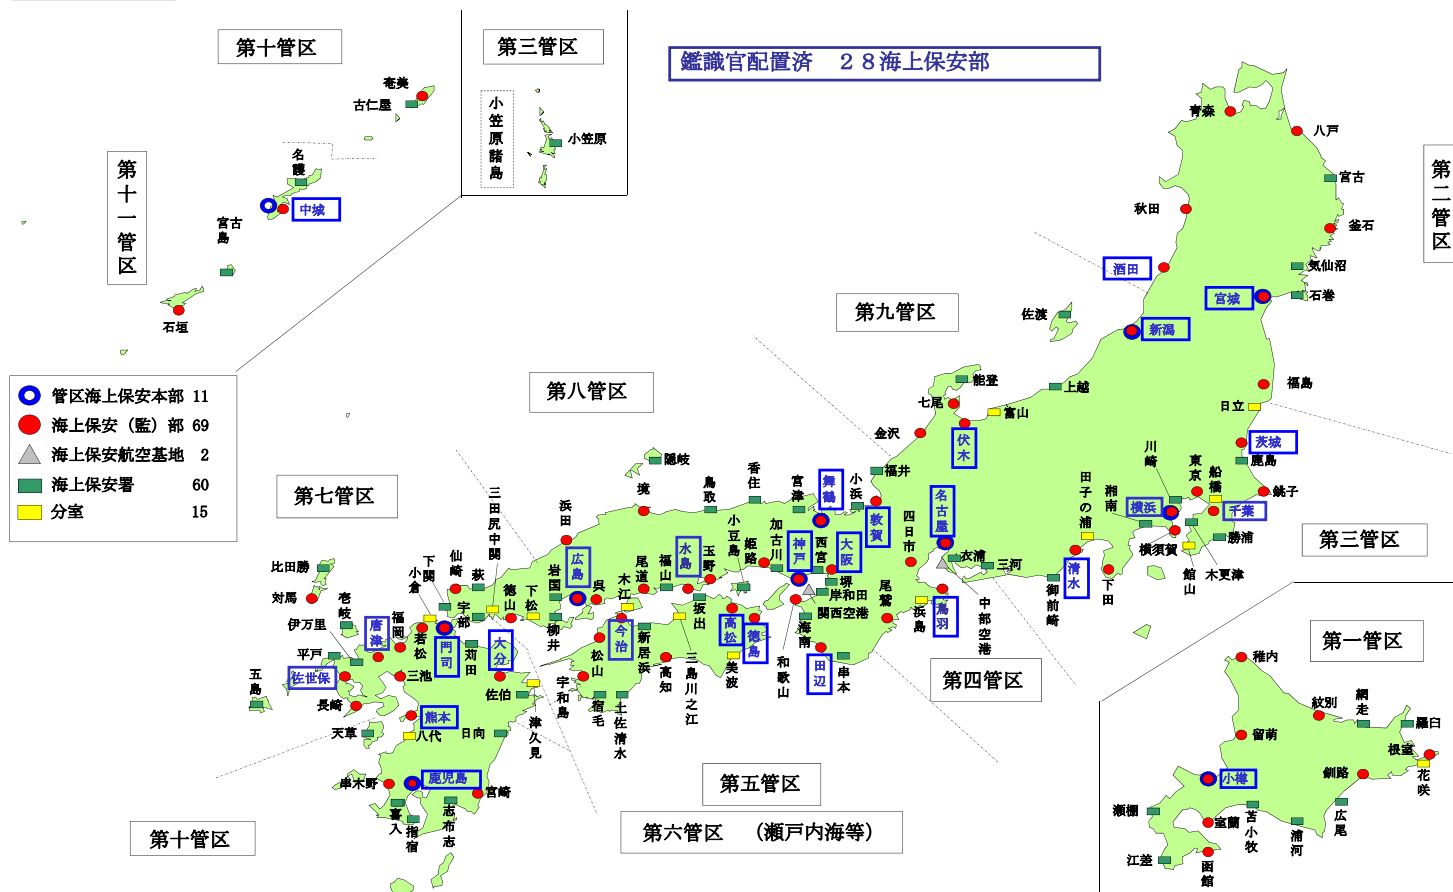 第十管区
第三管区
鑑識官配置済　２８海上保安部
奄美
古仁屋
小笠原諸島
小笠原
第十一管区
名護
中城
宮古島
石垣
青森
八戸
第二管区
宮古
秋田
釜石
酒田
気仙沼
宮城
石巻
第九管区
佐渡
新潟
管区海上保安本部 11
海上保安（監）部 69
海上保安航空基地 2
海上保安署 60
分室 15
第八管区
能登
上越
福島
七尾
富山
日立
金沢
伏木
茨城
鹿島
川崎
東京
船橋
銚子
隠岐
福井
第七管区
三田尻中関
浜田
境
鳥取
香住
宮津
舞鶴
小浜
敦賀
名古屋
四日市
田子の浦
湘南
横浜
千葉
横須賀
勝浦
第三管区
館山
木更津
比田勝
対馬
壱岐
伊万里
平戸
唐津
福岡
小倉
若松
下関
仙崎
萩
宇部
門司
苅田
徳山
下松
大分
岩国
柳井
広島
呉
木江
尾道
福山
水島
玉野
小豆島
姫路
加古川
神戸
西宮
大阪
堺
岸和田
関西空港
坂出
高松
徳島
海南
和歌山
田辺
串本
尾鷲
浜島
鳥羽
衣浦
三河
中部空港
御前崎
清水
下田
松山
今治
新居浜
三島川之江
高知
美波
宇和島
宿毛
土佐清水
五島
佐世保
長崎
三池
佐伯
津久見
熊本
八代
天草
日向
串木野
鹿児島
宮崎
喜入
指宿
志布志
第四管区
第五管区
第六管区　（瀬戸内海等）
第十管区
第一管区
稚内
紋別
網走
羅臼
留萌
根室
花咲
小樽
釧路
瀬棚
室蘭
苫小牧
浦河
広尾
江差
函館